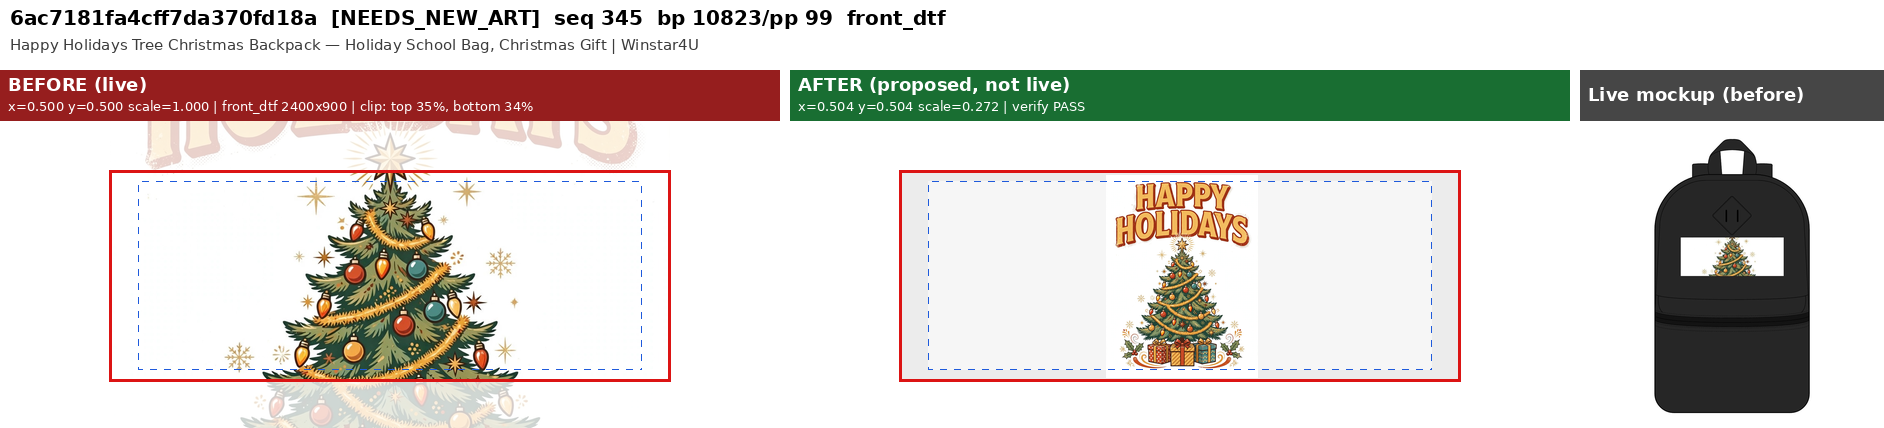 6ac7181fa4cff7da370fd18a [NEEDS_NEW_ART] seq 345 bp 10823/pp 99 front_dtf
Happy Holidays Tree Christmas Backpack — Holiday School Bag, Christmas Gift | Winstar4U
BEFORE (live)
x=0.500 y=0.500 scale=1.000 | front_dtf 2400x900 | clip: top 35%, bottom 34%
HOLIDAYS
AFTER (proposed, not live)
x=0.504 y=0.504 scale=0.272 | verify PASS
HAPPY
HOLIDAYS
Live mockup (before)